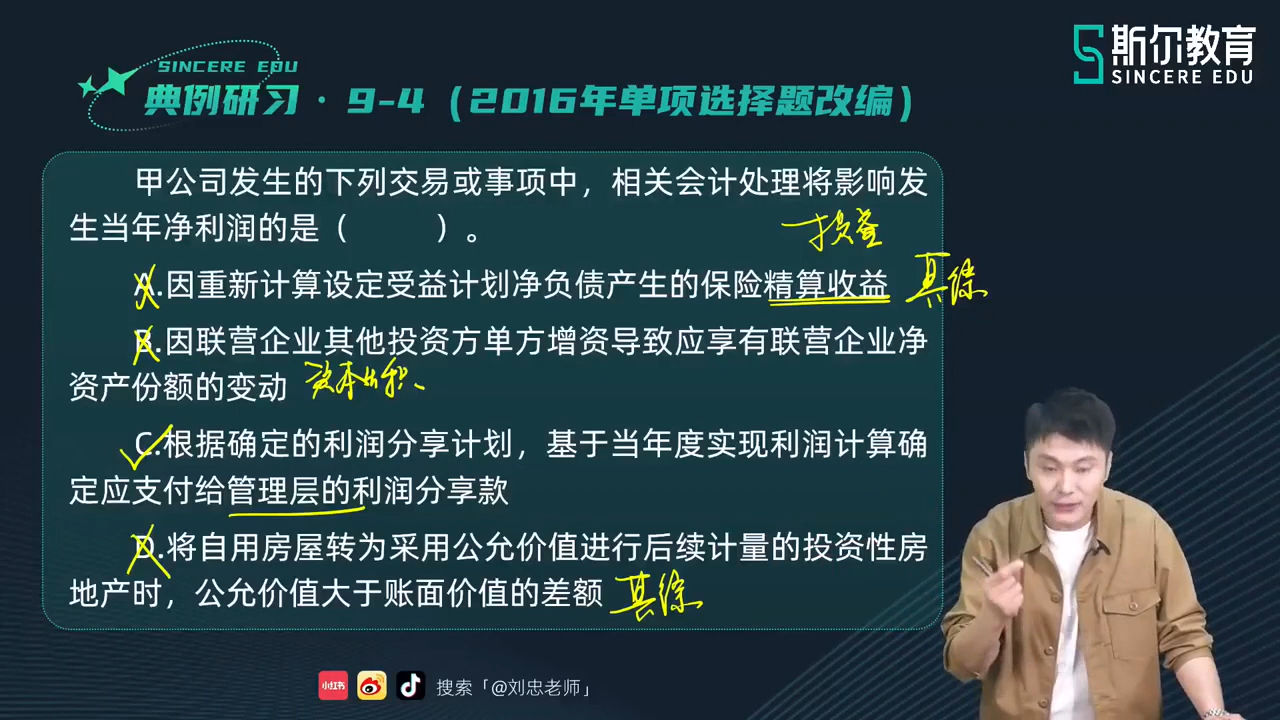 斯尔教育
SINCERE EDU
SINCERE EDU
典例研习·9-4（2016年单项选择题改编）
甲公司发生的下列交易或事项中，相关会计处理将影响发
生当年净利润的是（　　）。
损益
A.因重新计算设定受益计划净负债产生的保险精算收益 其综
B.因联营企业其他投资方单方增资导致应享有联营企业净
资产份额的变动 资本公积
C.根据确定的利润分享计划，基于当年度实现利润计算确
定应支付给管理层的利润分享款
D.将自用房屋转为采用公允价值进行后续计量的投资性房
地产时，公允价值大于账面价值的差额 其综
小红书
搜索「@刘忠老师」